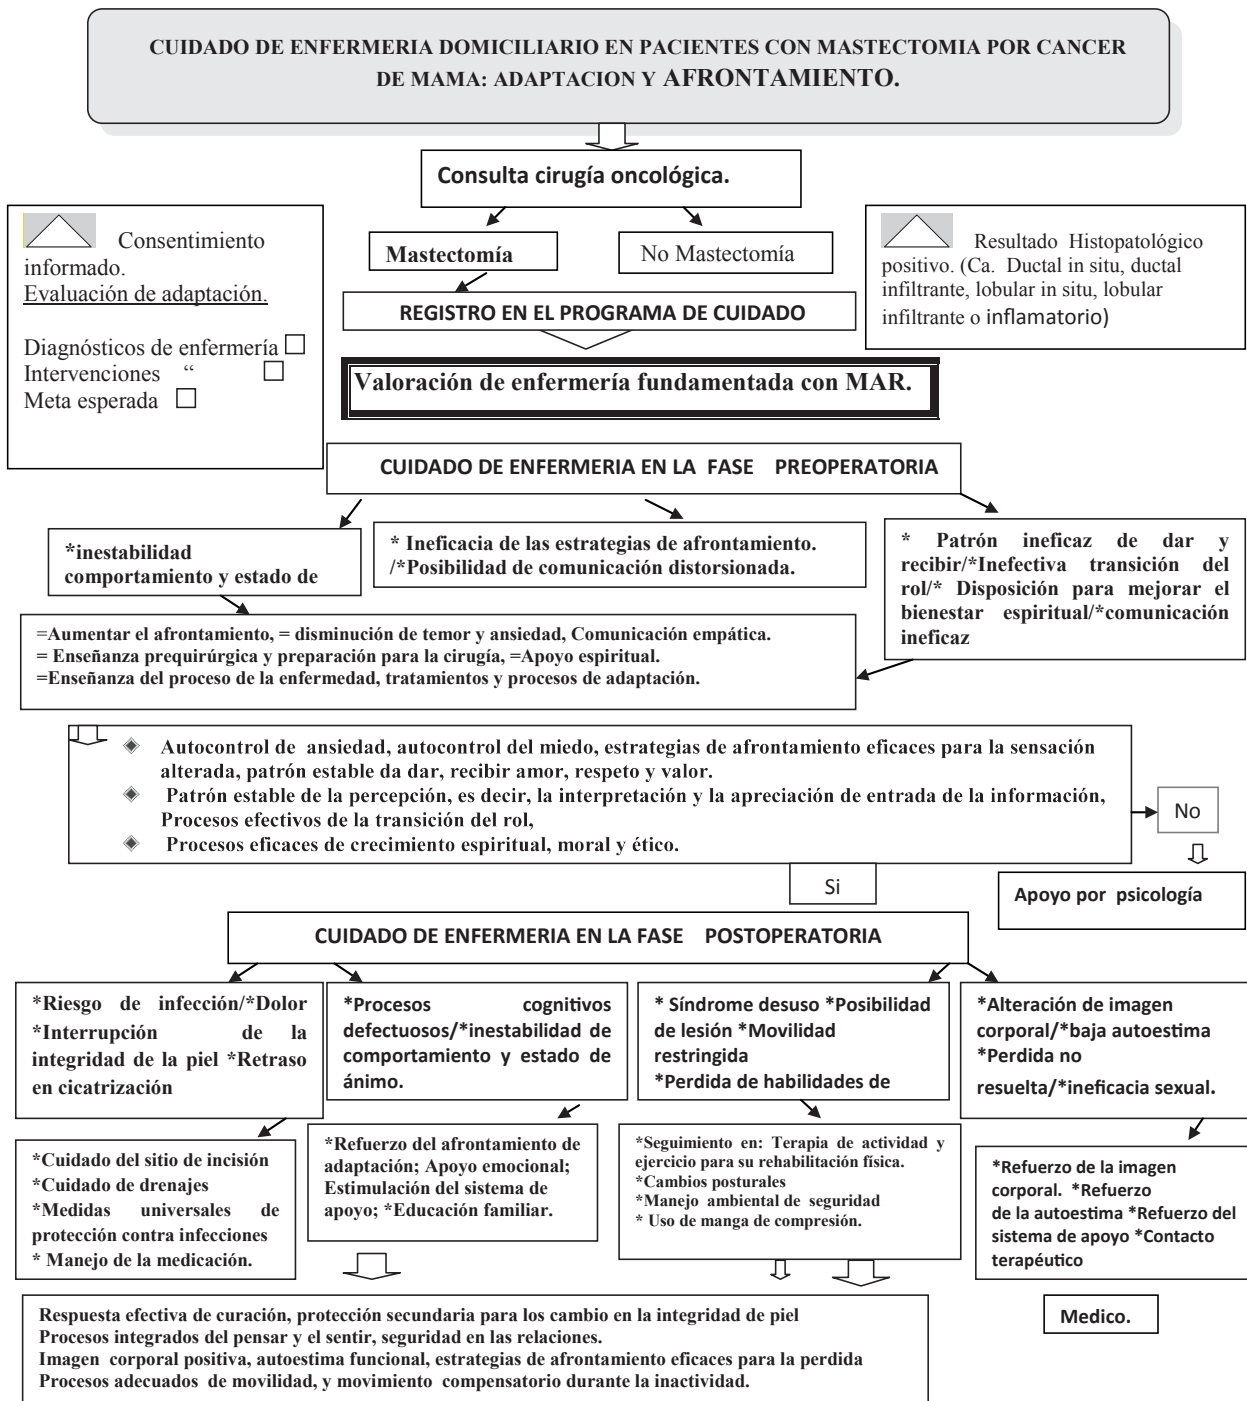 CUIDADO DE ENFERMERIA DOMICILIARIO EN PACIENTES CON MASTECTOMIA POR CANCER
DE MAMA: ADAPTACION Y AFRONTAMIENTO.
Consulta cirugía oncológica.
Consentimiento
informado.
Evaluación de adaptación.
Diagnósticos de enfermería
Intervenciones “
Meta esperada
Mastectomía
No Mastectomía
Resultado Histopatológico
positivo. (Ca. Ductal in situ, ductal
infiltrante, lobular in situ, lobular
infiltrante o inflamatorio)
REGISTRO EN EL PROGRAMA DE CUIDADO
Valoración de enfermería fundamentada con MAR.
CUIDADO DE ENFERMERIA EN LA FASE PREOPERATORIA
*inestabilidad
comportamiento y estado de
* Ineficacia de las estrategias de afrontamiento.
/*Posibilidad de comunicación distorsionada.
* Patrón ineficaz de dar y
recibir/*Inefectiva transición del
rol/* Disposición para mejorar el
bienestar espiritual/*comunicación
ineficaz
=Aumentar el afrontamiento, = disminución de temor y ansiedad, Comunicación empática.
= Enseñanza prequirúrgica y preparación para la cirugía, =Apoyo espiritual.
=Enseñanza del proceso de la enfermedad, tratamientos y procesos de adaptación.
Autocontrol de ansiedad, autocontrol del miedo, estrategias de afrontamiento eficaces para la sensación
alterada, patrón estable da dar, recibir amor, respeto y valor.
Patrón estable de la percepción, es decir, la interpretación y la apreciación de entrada de la información,
Procesos efectivos de la transición del rol,
Procesos eficaces de crecimiento espiritual, moral y ético.
No
Si
Apoyo por psicología
CUIDADO DE ENFERMERIA EN LA FASE POSTOPERATORIA
*Riesgo de infección/*Dolor
*Interrupción de la
integridad de la piel *Retraso
en cicatrización
*Procesos cognitivos
defectuosos/*inestabilidad de
comportamiento y estado de
ánimo.
* Síndrome desuso *Posibilidad
de lesión *Movilidad
restringida
*Perdida de habilidades de
*Alteración de imagen
corporal/*baja autoestima
*Perdida no
resuelta/*ineficacia sexual.
*Cuidado del sitio de incisión
*Cuidado de drenajes
*Medidas universales de
protección contra infecciones
* Manejo de la medicación.
*Refuerzo del afrontamiento de
adaptación; Apoyo emocional;
Estimulación del sistema de
apoyo; *Educación familiar.
*Seguimiento en: Terapia de actividad y
ejercicio para su rehabilitación física.
*Cambios posturales
*Manejo ambiental de seguridad
* Uso de manga de compresión.
*Refuerzo de la imagen
corporal. *Refuerzo
de la autoestima *Refuerzo del
sistema de apoyo *Contacto
terapéutico
Respuesta efectiva de curación, protección secundaria para los cambio en la integridad de piel
Procesos integrados del pensar y el sentir, seguridad en las relaciones.
Imagen corporal positiva, autoestima funcional, estrategias de afrontamiento eficaces para la perdida
Procesos adecuados de movilidad, y movimiento compensatorio durante la inactividad.
Medico.